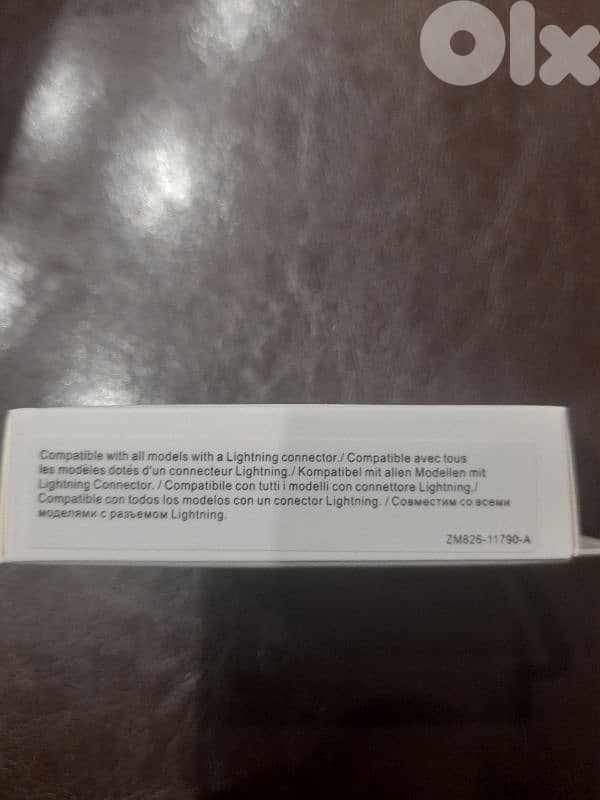 Olx
Compatible with all models with a Lightning connector./ Compatible avec tous
les modèles dotés d'un connecteur Lightning./ Kompatibel mit allen Modellen mit
Lightning Connector. / Compatibile con tutti i modelli con connettore Lightning./
Compatible con todos los modelos con un conector Lightning. / Совместим со всеми
моделями с разъемом Lightning.
ZM826-11790-A